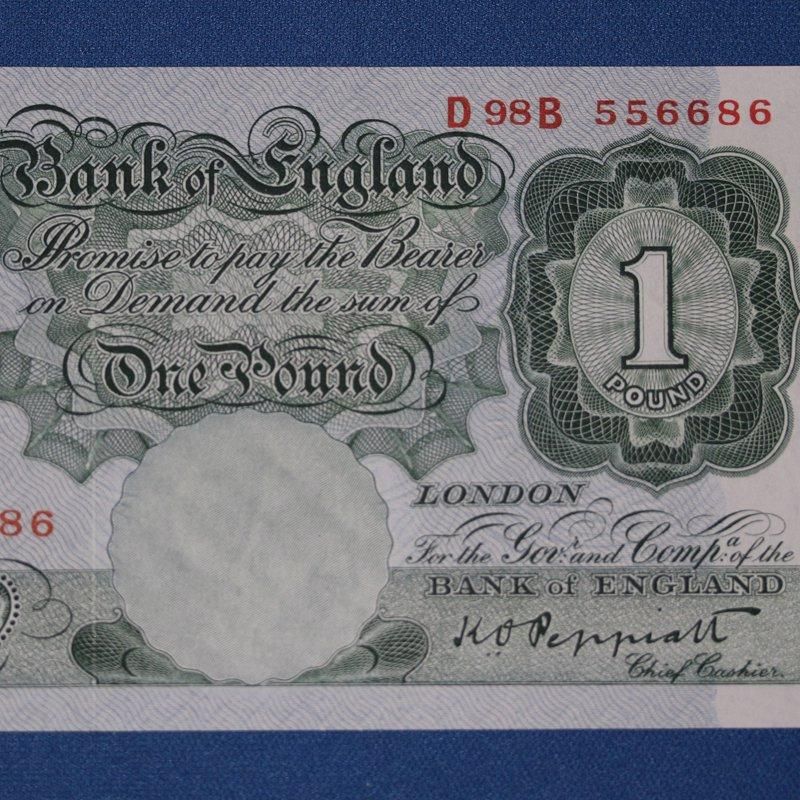 D 98B 556686
Bank of England
Promise to pay the Bearer
on Demand the sum of
One Pound
1
POUND
86
LONDON
For the Govr. and Compa. of the
BANK of ENGLAND
K O Peppiatt
Chief Cashier.